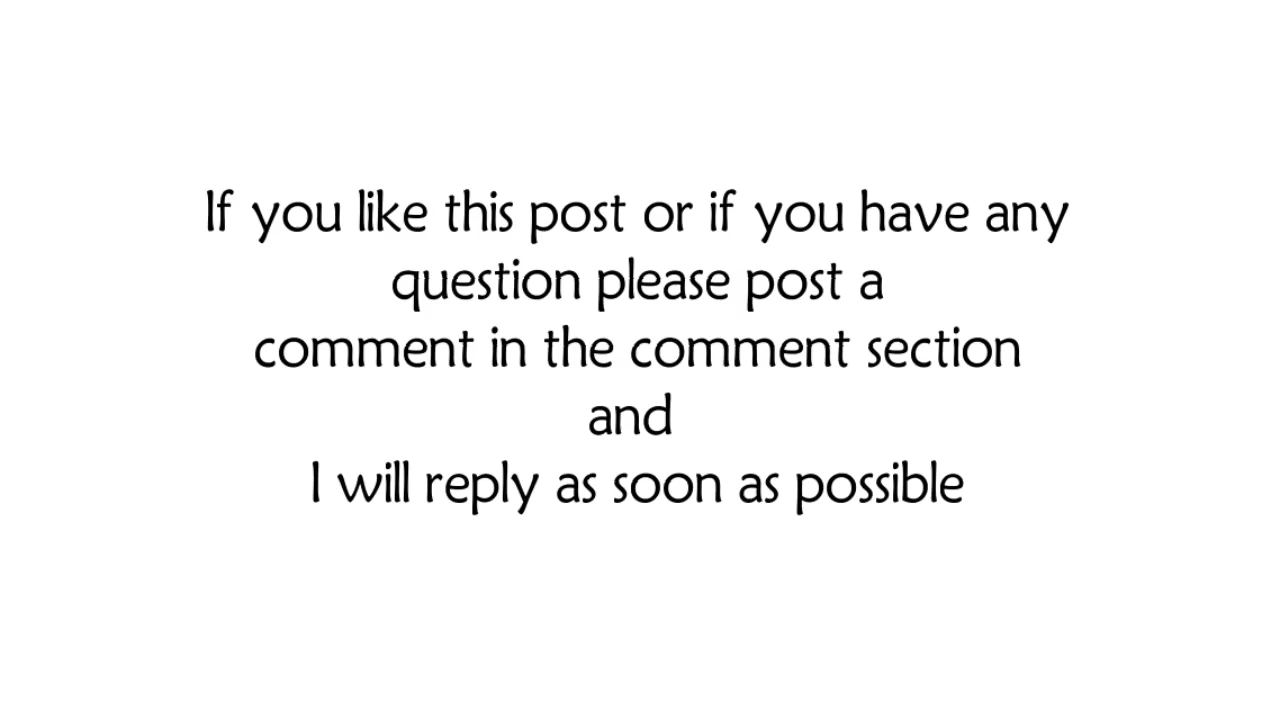 If you like this post or if you have any
question please post a
comment in the comment section
and
I will reply as soon as possible